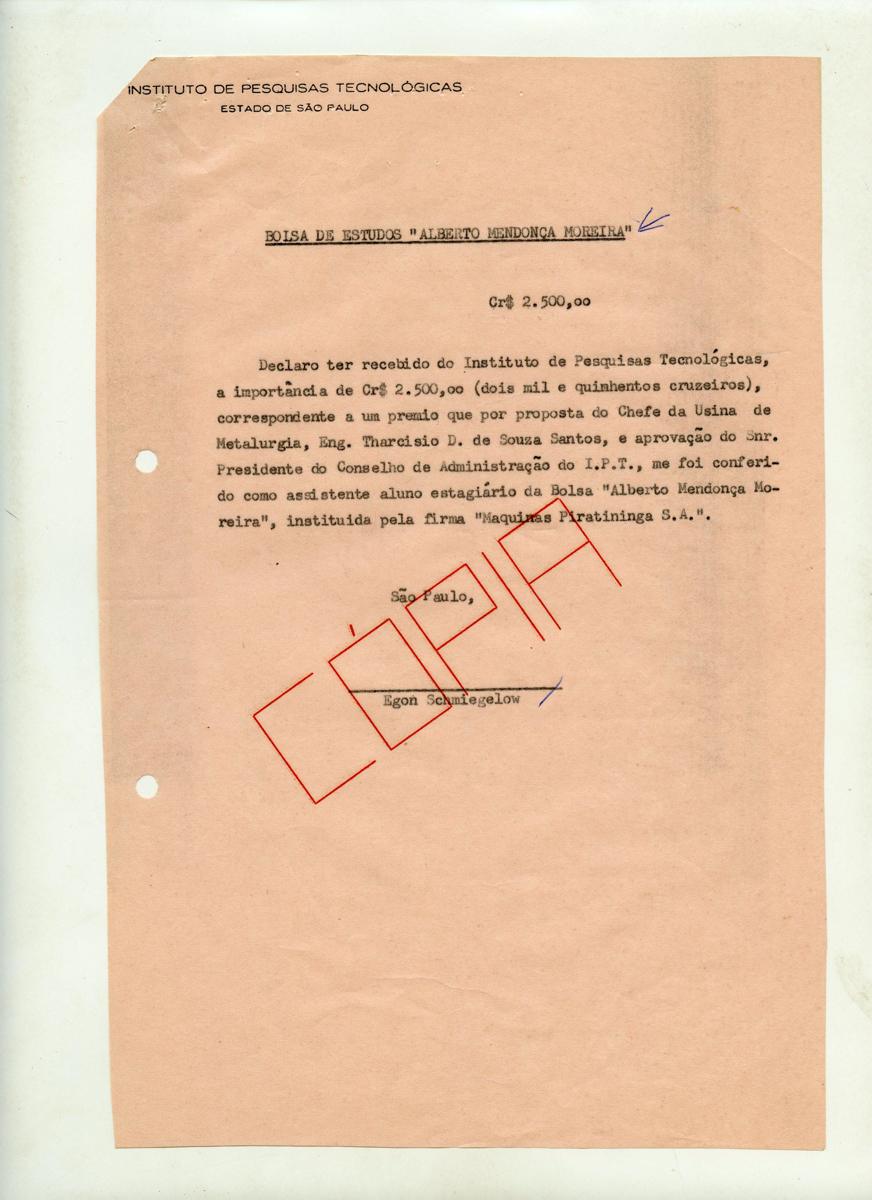 INSTITUTO DE PESQUISAS TECNOLÓGICAS
ESTADO DE SÃO PAULO
BOLSA DE ESTUDOS "ALBERTO MENDONÇA MOREIRA"
Cr$ 2.500,oo
Declaro ter recebido do Instituto de Pesquisas Tecnológicas,
a importância de Cr$ 2.500,oo (dois mil e quinhentos cruzeiros),
correspondente a um premio que por proposta do Chefe da Usina de
Metalurgia, Eng. Tharcisio D. de Souza Santos, e aprovação do Snr.
Presidente do Conselho de Administração do I.P.T., me foi conferi-
do como assistente aluno estagiário da Bolsa "Alberto Mendonça Mo-
reira", instituida pela firma "Maquinas Piratininga S.A.".
São Paulo,
CÓPIA
Egon Schmiegelow